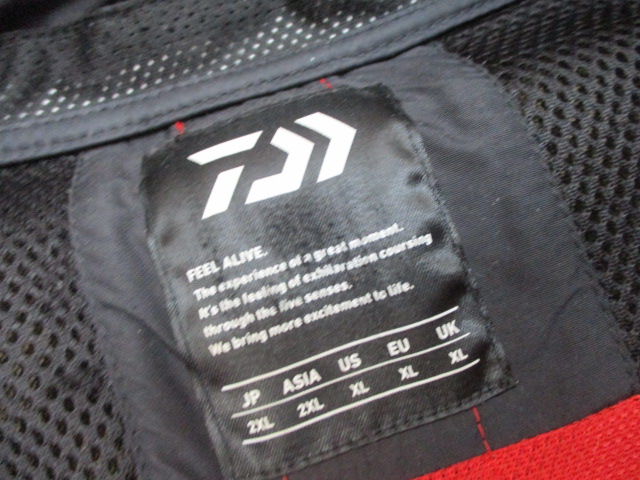 FEEL ALIVE.
The experience of a great moment.
It's the feeling of exhilaration coursing
through the live senses.
We bring more excitement to life.
JP ASIA US EU UK
2XL 2XL XL XL XL